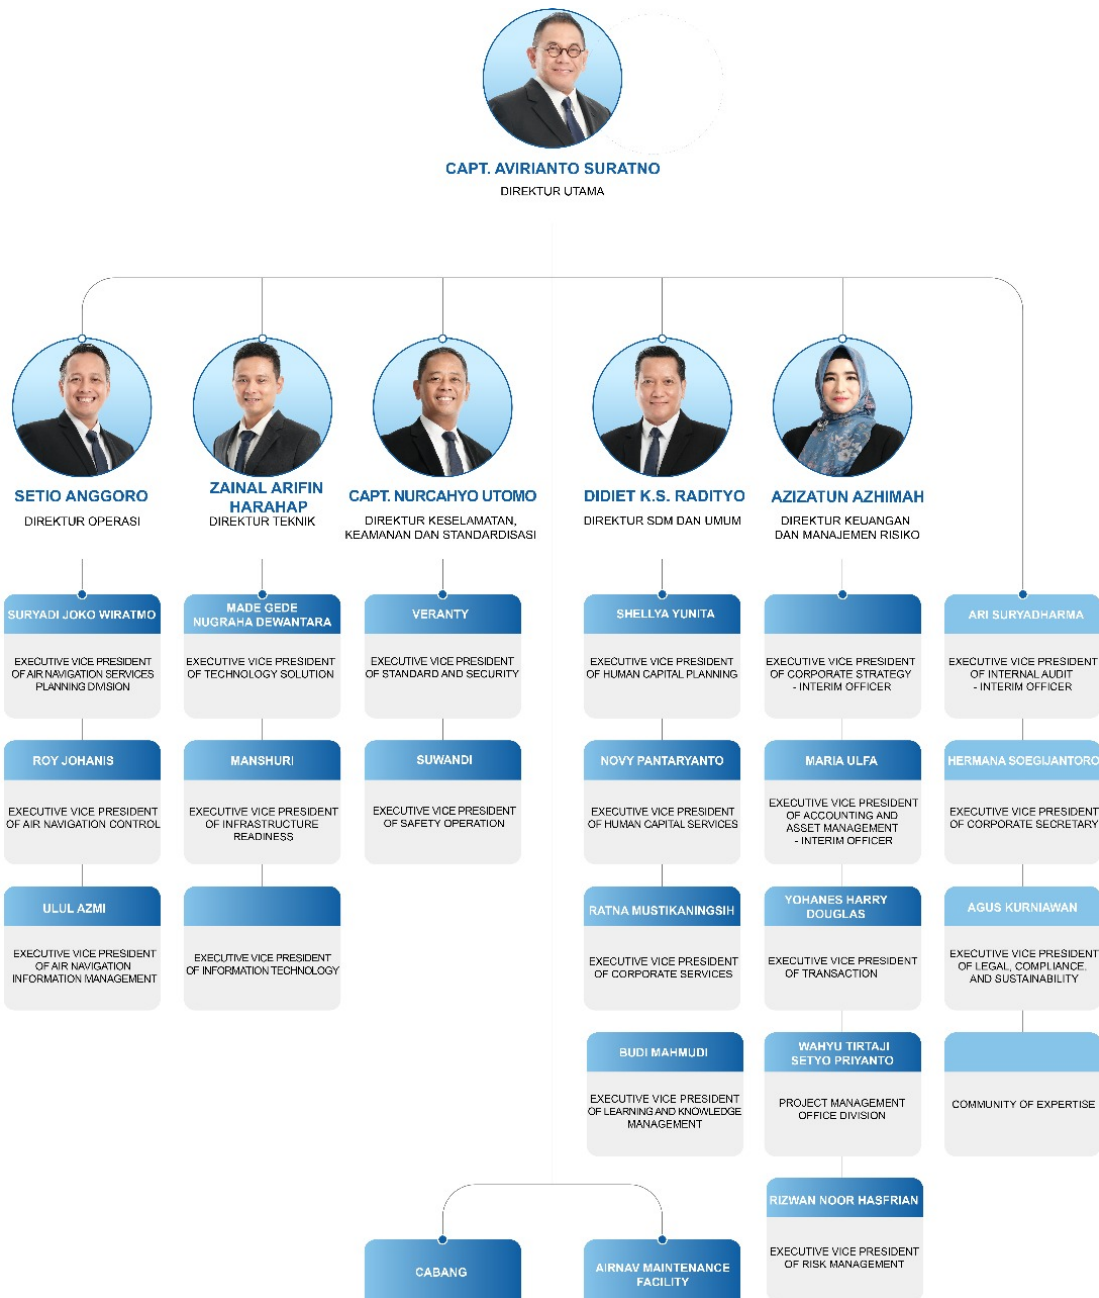 CAPT. AVIRIANTO SURATNO
DIREKTUR UTAMA
SETIO ANGGORO
DIREKTUR OPERASI
ZAINAL ARIFIN
HARAHAP
DIREKTUR TEKNIK
CAPT. NURCAHYO UTOMO
DIREKTUR KESELAMATAN,
KEAMANAN DAN STANDARDISASI
DIDIET K.S. RADITYO
DIREKTUR SDM DAN UMUM
AZIZATUN AZHIMAH
DIREKTUR KEUANGAN
DAN MANAJEMEN RISIKO
SURYADI JOKO WIRATMO
EXECUTIVE VICE PRESIDENT
OF AIR NAVIGATION SERVICES
PLANNING DIVISION
MADE GEDE
NUGRAHA DEWANTARA
EXECUTIVE VICE PRESIDENT
OF TECHNOLOGY SOLUTION
VERANTY
EXECUTIVE VICE PRESIDENT
OF STANDARD AND SECURITY
SHELLYA YUNITA
EXECUTIVE VICE PRESIDENT
OF HUMAN CAPITAL PLANNING
EXECUTIVE VICE PRESIDENT
OF CORPORATE STRATEGY
- INTERIM OFFICER
ARI SURYADHARMA
EXECUTIVE VICE PRESIDENT
OF INTERNAL AUDIT
- INTERIM OFFICER
ROY JOHANIS
EXECUTIVE VICE PRESIDENT
OF AIR NAVIGATION CONTROL
MANSHURI
EXECUTIVE VICE PRESIDENT
OF INFRASTRUCTURE
READINESS
SUWANDI
EXECUTIVE VICE PRESIDENT
OF SAFETY OPERATION
NOVY PANTARYANTO
EXECUTIVE VICE PRESIDENT
OF HUMAN CAPITAL SERVICES
MARIA ULFA
EXECUTIVE VICE PRESIDENT
OF ACCOUNTING AND
ASSET MANAGEMENT
- INTERIM OFFICER
HERMANA SOEGIJANTORO
EXECUTIVE VICE PRESIDENT
OF CORPORATE SECRETARY
ULUL AZMI
EXECUTIVE VICE PRESIDENT
OF AIR NAVIGATION
INFORMATION MANAGEMENT
EXECUTIVE VICE PRESIDENT
OF INFORMATION TECHNOLOGY
RATNA MUSTIKANINGSIH
EXECUTIVE VICE PRESIDENT
OF CORPORATE SERVICES
YOHANES HARRY
DOUGLAS
EXECUTIVE VICE PRESIDENT
OF TRANSACTION
AGUS KURNIAWAN
EXECUTIVE VICE PRESIDENT
OF LEGAL, COMPLIANCE,
AND SUSTAINABILITY
BUDI MAHMUDI
EXECUTIVE VICE PRESIDENT
OF LEARNING AND KNOWLEDGE
MANAGEMENT
WAHYU TIRTAJI
SETYO PRIYANTO
PROJECT MANAGEMENT
OFFICE DIVISION
COMMUNITY OF EXPERTISE
RIZWAN NOOR HASFRIAN
EXECUTIVE VICE PRESIDENT
OF RISK MANAGEMENT
CABANG
AIRNAV MAINTENANCE
FACILITY